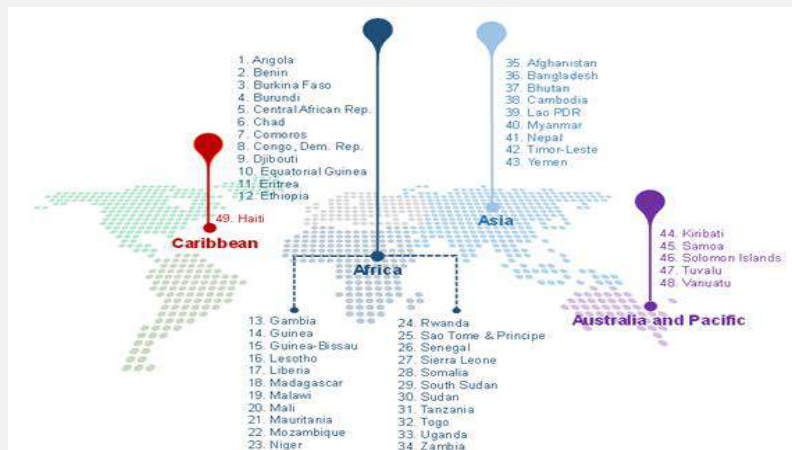 1. Angola
2. Benin
3. Burkina Faso
4. Burundi
5. Central African Rep.
6. Chad
7. Comoros
8. Congo, Dem. Rep.
9. Djibouti
10. Equatorial Guinea
11. Eritrea
12. Ethiopia
35. Afghanistan
36. Bangladesh
37. Bhutan
38. Cambodia
39. Lao PDR
40. Myanmar
41. Nepal
42. Timor-Leste
43. Yemen
49. Haiti
Caribbean
Asia
44. Kiribati
45. Samoa
46. Solomon Islands
47. Tuvalu
48. Vanuatu
Africa
Australia and Pacific
13. Gambia
14. Guinea
15. Guinea-Bissau
16. Lesotho
17. Liberia
18. Madagascar
19. Malawi
20. Mali
21. Mauritania
22. Mozambique
23. Niger
24. Rwanda
25. Sao Tome & Principe
26. Senegal
27. Sierra Leone
28. Somalia
29. South Sudan
30. Sudan
31. Tanzania
32. Togo
33. Uganda
34. Zambia